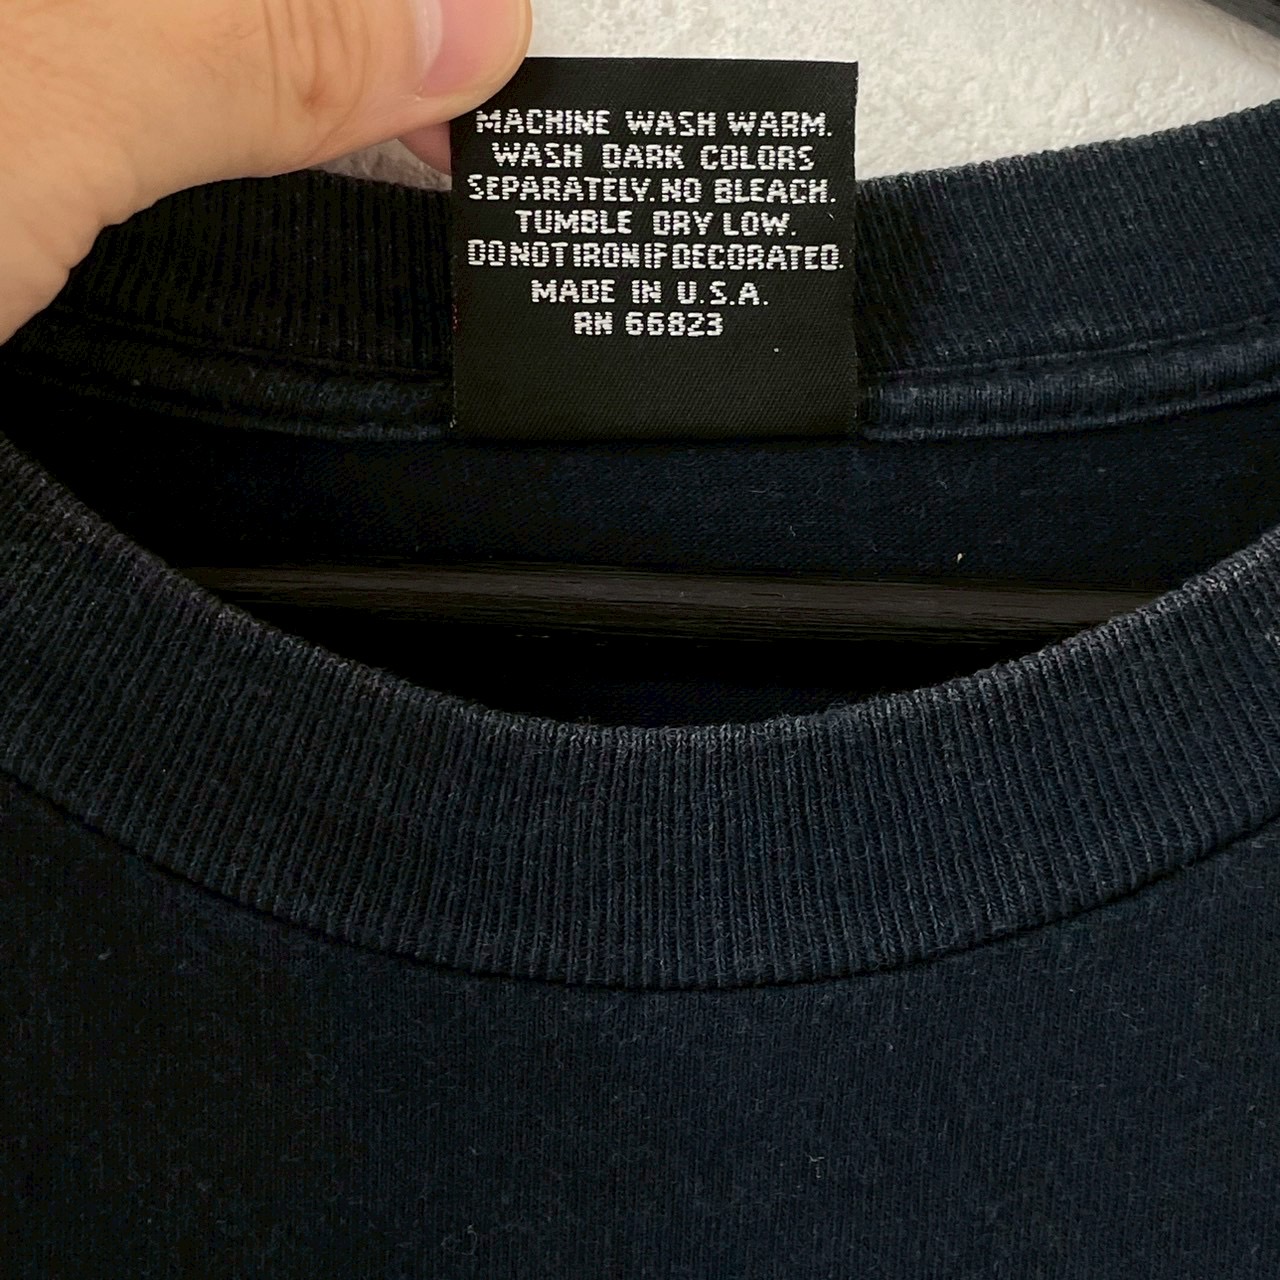 MACHINE WASH WARM.
WASH DARK COLORS
SEPARATELY. NO BLEACH.
TUMBLE DRY LOW.
DO NOT IRON IF DECORATED.
MADE IN U.S.A.
RN 66823